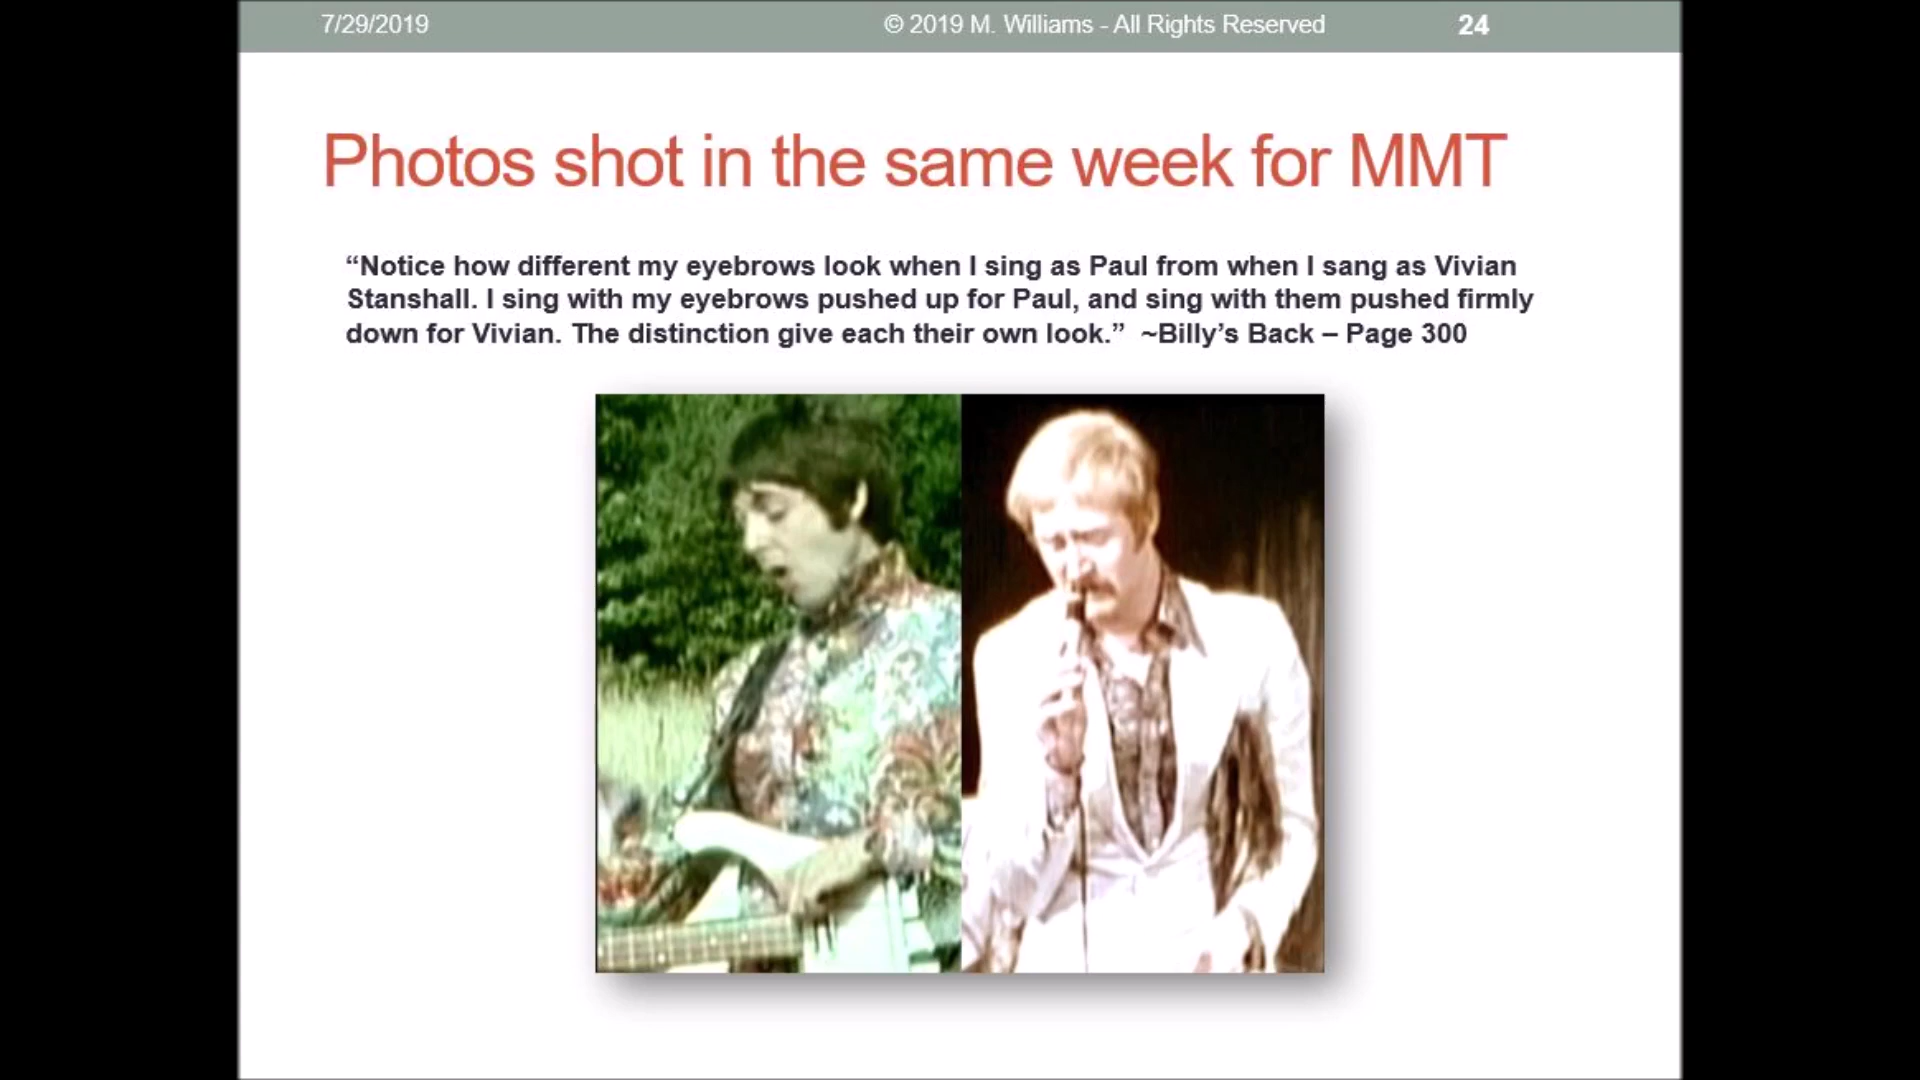 7/29/2019 © 2019 M. Williams - All Rights Reserved 24
Photos shot in the same week for MMT
“Notice how different my eyebrows look when I sing as Paul from when I sang as Vivian
Stanshall. I sing with my eyebrows pushed up for Paul, and sing with them pushed firmly
down for Vivian. The distinction give each their own look.” ~Billy’s Back – Page 300